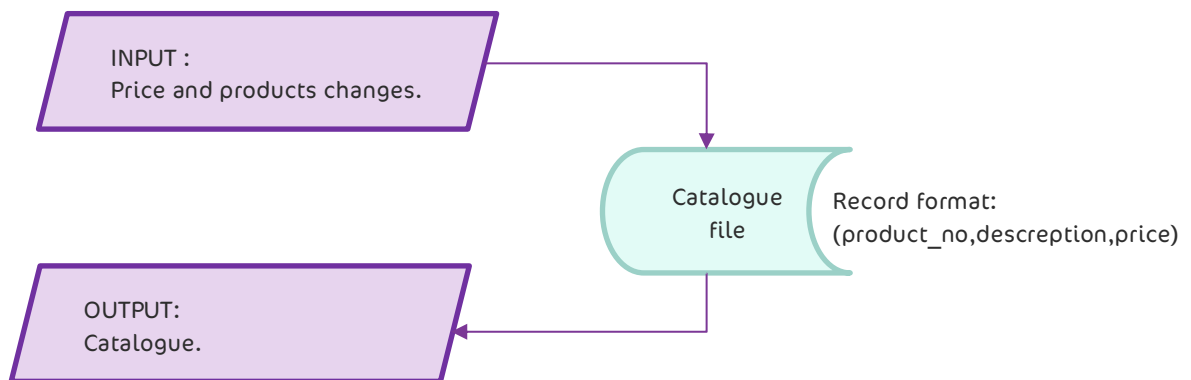 INPUT :
Price and products changes.
Catalogue
file
Record format:
(product_no,descreption,price)
OUTPUT:
Catalogue.